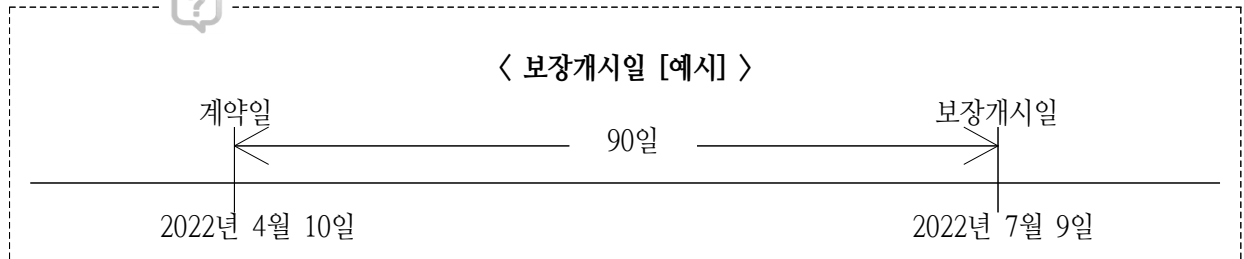 ?
〈 보장개시일 [예시] 〉
계약일 보장개시일
90일
2022년 4월 10일 2022년 7월 9일